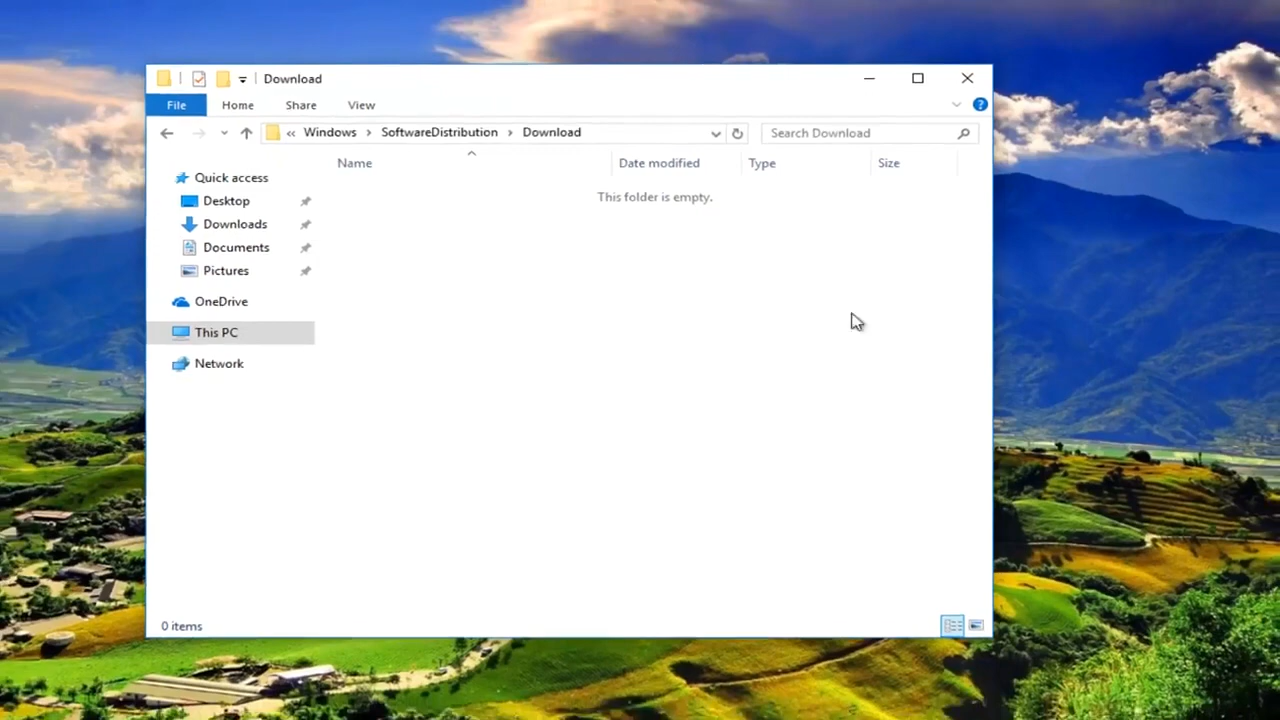 Download
File Home Share View
« Windows > SoftwareDistribution > Download Search Download
Name Date modified Type Size
This folder is empty.
Quick access
Desktop
Downloads
Documents
Pictures
OneDrive
This PC
Network
0 items